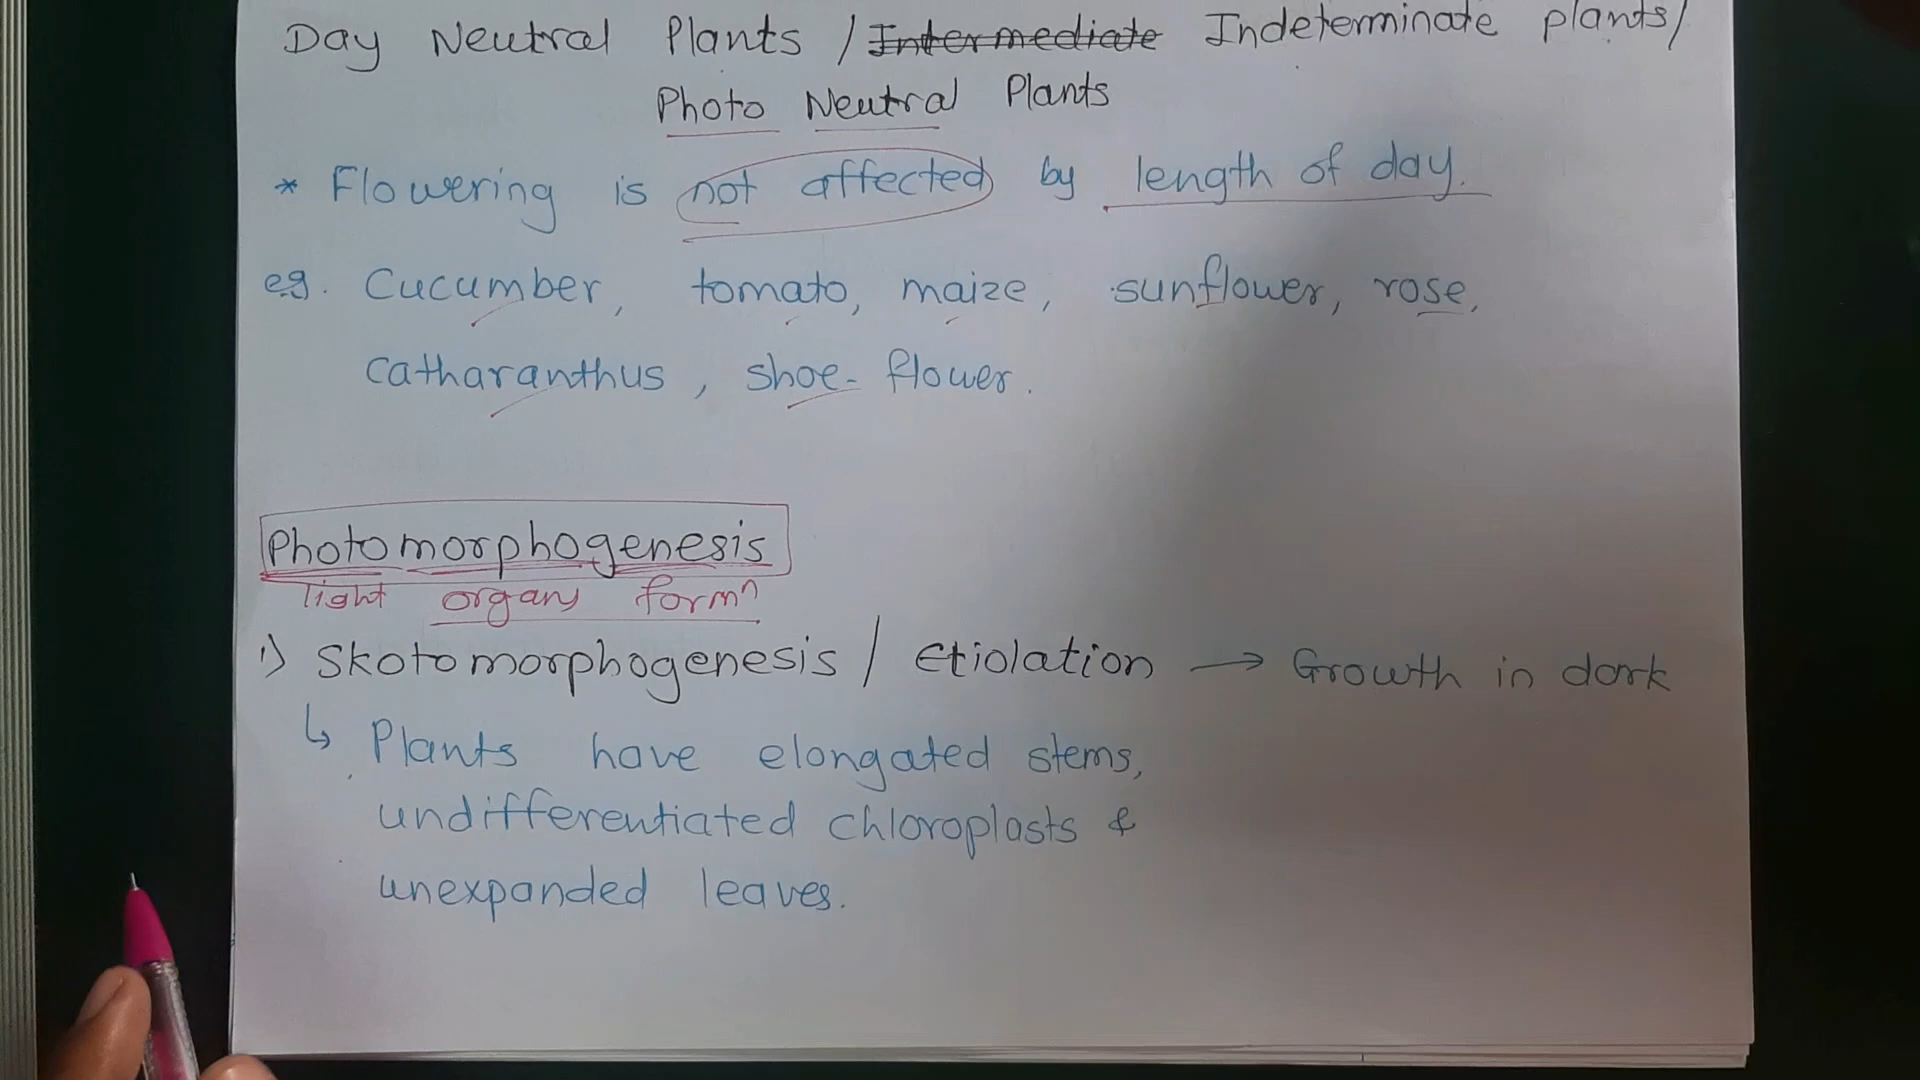 Day Neutral Plants / Intermediate Indeterminate plants/
Photo Neutral Plants
* Flowering is not affected by length of day.
eg. Cucumber, tomato, maize, sunflower, rose,
Catharanthus, shoe-flower.
Photomorphogenesis
light organs formⁿ
1) Skotomorphogenesis / Etiolation → Growth in dark
↳ Plants have elongated stems,
undifferentiated chloroplasts &
unexpanded leaves.